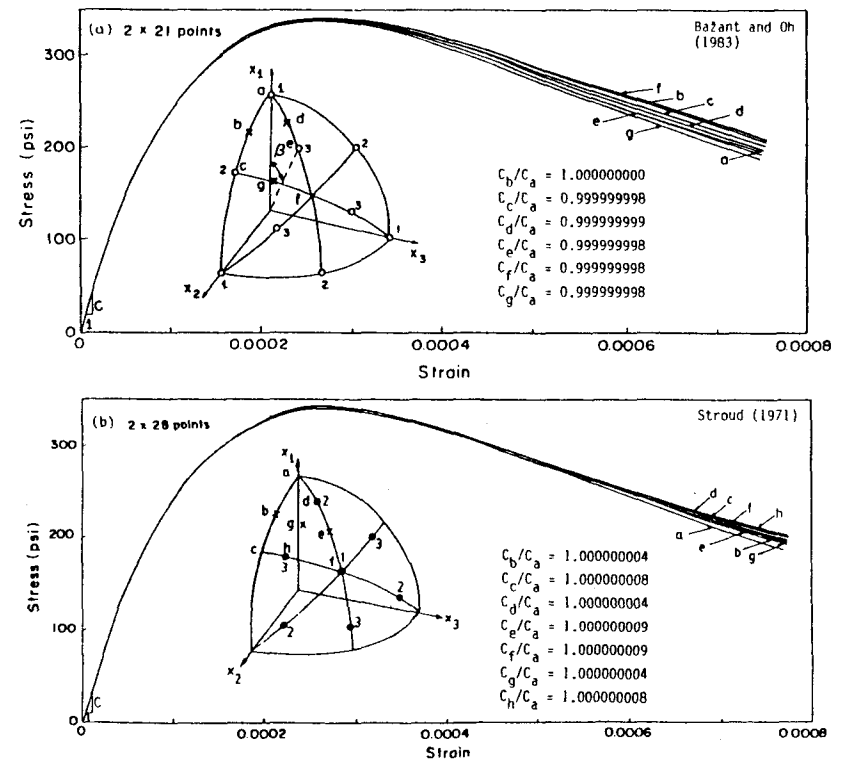 (a) 2 x 21 points
Bažant and Oh
(1983)
300
200
100
0
Stress (psi)
x1
a 1
b
d
2
c
β
e 3
2
g
f
3
3
1
x3
x2
1
2
f
b
c
d
e
g
a
Cb/Ca = 1.000000000
Cc/Ca = 0.999999998
Cd/Ca = 0.999999999
Ce/Ca = 0.999999998
Cf/Ca = 0.999999998
Cg/Ca = 0.999999998
C
1
0
0.0002
0.0004
0.0006
0.0008
Strain
(b) 2 x 28 points
Stroud (1971)
300
200
100
0
Stress (psi)
x1
a
d 2
b
g
e
3
c
h
3
f 1
2
2
3
x3
x2
d
c
f
h
a
e
b
g
Cb/Ca = 1.000000004
Cc/Ca = 1.000000008
Cd/Ca = 1.000000004
Ce/Ca = 1.000000009
Cf/Ca = 1.000000009
Cg/Ca = 1.000000004
Ch/Ca = 1.000000008
C
0
0.0002
0.0004
0.0006
0.0008
Strain